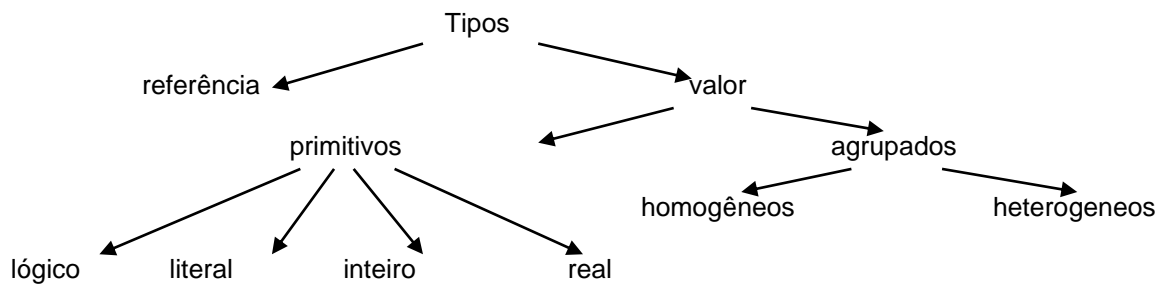 Tipos
referência valor
primitivos agrupados
homogêneos heterogeneos
lógico literal inteiro real